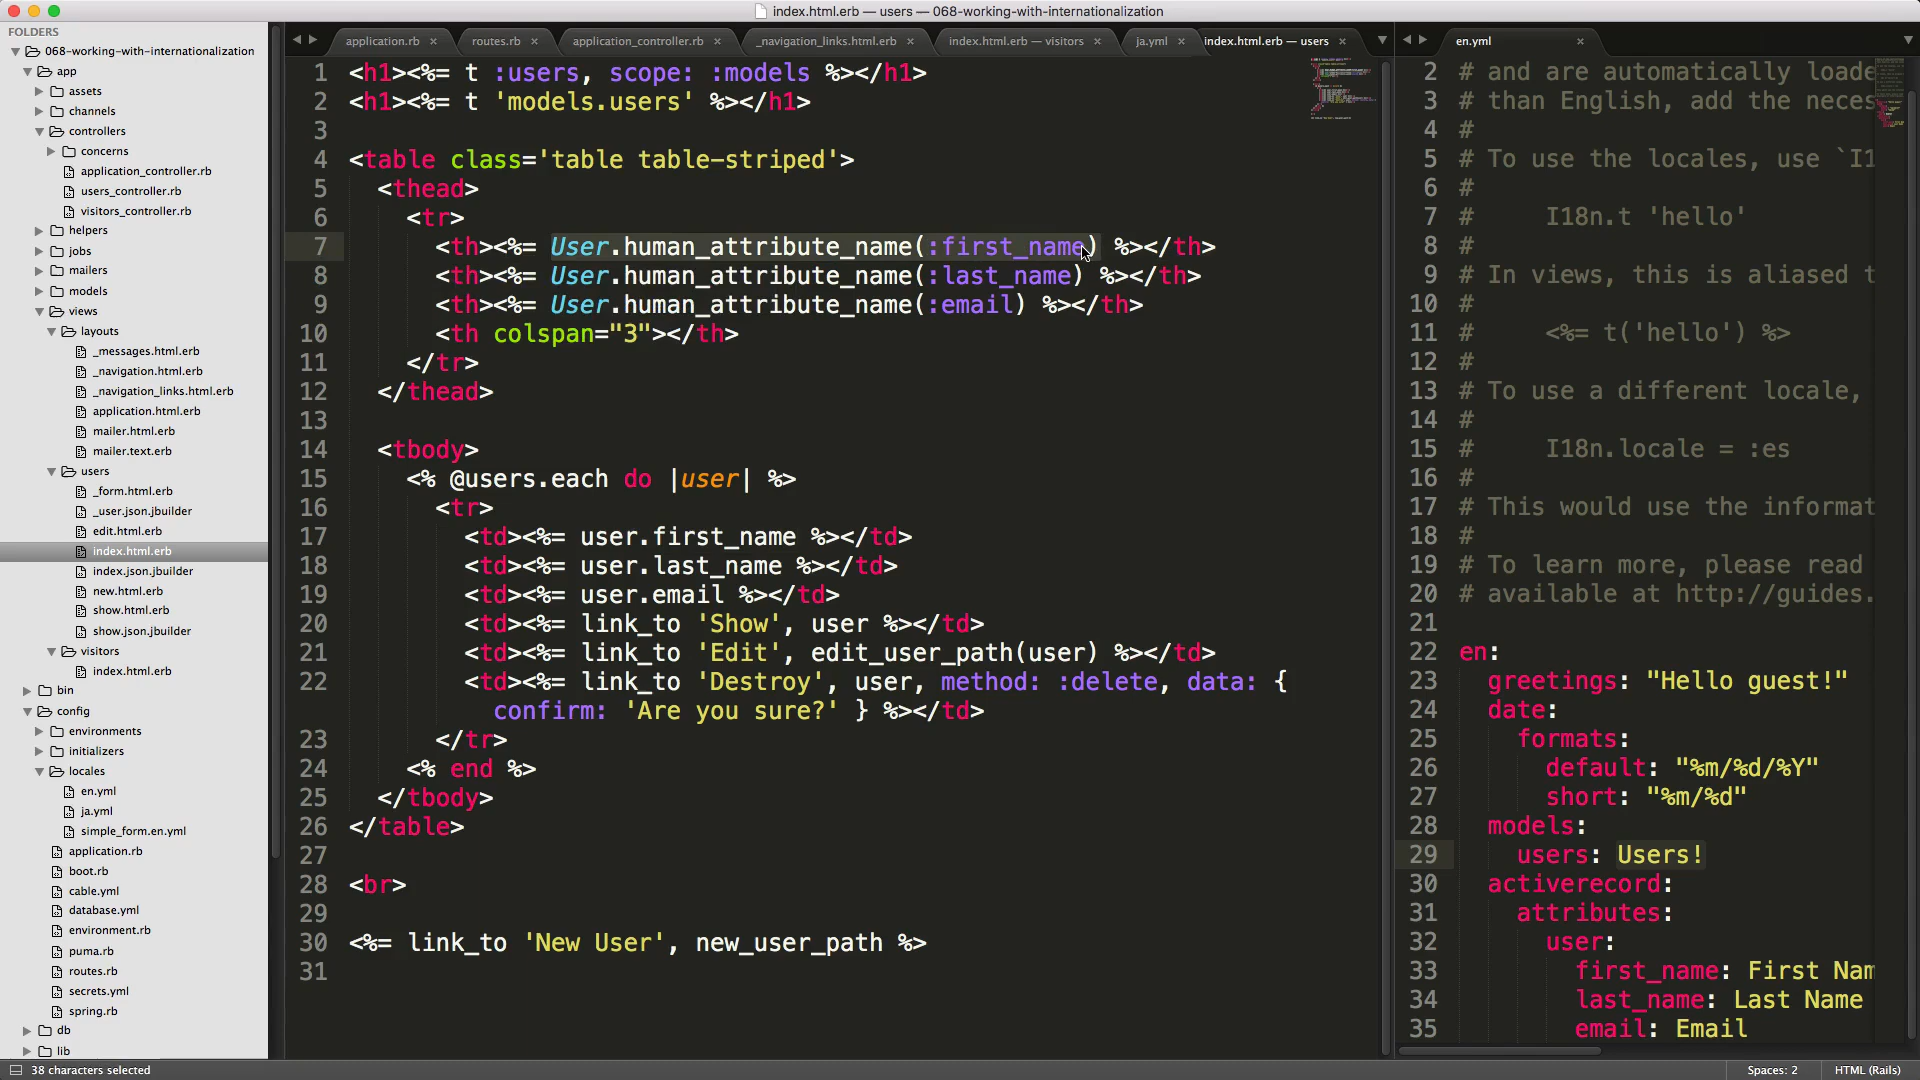 index.html.erb — users — 068-working-with-internationalization
FOLDERS
068-working-with-internationalization
app
assets
channels
controllers
concerns
application_controller.rb
users_controller.rb
visitors_controller.rb
helpers
jobs
mailers
models
views
layouts
_messages.html.erb
_navigation.html.erb
_navigation_links.html.erb
application.html.erb
mailer.html.erb
mailer.text.erb
users
_form.html.erb
_user.json.jbuilder
edit.html.erb
index.html.erb
index.json.jbuilder
new.html.erb
show.html.erb
show.json.jbuilder
visitors
index.html.erb
bin
config
environments
initializers
locales
en.yml
ja.yml
simple_form.en.yml
application.rb
boot.rb
cable.yml
database.yml
environment.rb
puma.rb
routes.rb
secrets.yml
spring.rb
db
lib
application.rb × routes.rb × application_controller.rb × _navigation_links.html.erb × index.html.erb — visitors × ja.yml × index.html.erb — users ×
1 <h1><%= t :users, scope: :models %></h1>
2 <h1><%= t 'models.users' %></h1>
3
4 <table class='table table-striped'>
5 <thead>
6 <tr>
7 <th><%= User.human_attribute_name(:first_name) %></th>
8 <th><%= User.human_attribute_name(:last_name) %></th>
9 <th><%= User.human_attribute_name(:email) %></th>
10 <th colspan="3"></th>
11 </tr>
12 </thead>
13
14 <tbody>
15 <% @users.each do |user| %>
16 <tr>
17 <td><%= user.first_name %></td>
18 <td><%= user.last_name %></td>
19 <td><%= user.email %></td>
20 <td><%= link_to 'Show', user %></td>
21 <td><%= link_to 'Edit', edit_user_path(user) %></td>
22 <td><%= link_to 'Destroy', user, method: :delete, data: {
confirm: 'Are you sure?' } %></td>
23 </tr>
24 <% end %>
25 </tbody>
26 </table>
27
28 <br>
29
30 <%= link_to 'New User', new_user_path %>
31
en.yml ×
2 # and are automatically loade
3 # than English, add the neces
4 #
5 # To use the locales, use `I1
6 #
7 # I18n.t 'hello'
8 #
9 # In views, this is aliased t
10 #
11 # <%= t('hello') %>
12 #
13 # To use a different locale,
14 #
15 # I18n.locale = :es
16 #
17 # This would use the informat
18 #
19 # To learn more, please read
20 # available at http://guides.
21
22 en:
23 greetings: "Hello guest!"
24 date:
25 formats:
26 default: "%m/%d/%Y"
27 short: "%m/%d"
28 models:
29 users: Users!
30 activerecord:
31 attributes:
32 user:
33 first_name: First Nam
34 last_name: Last Name
35 email: Email
38 characters selected
Spaces: 2
HTML (Rails)